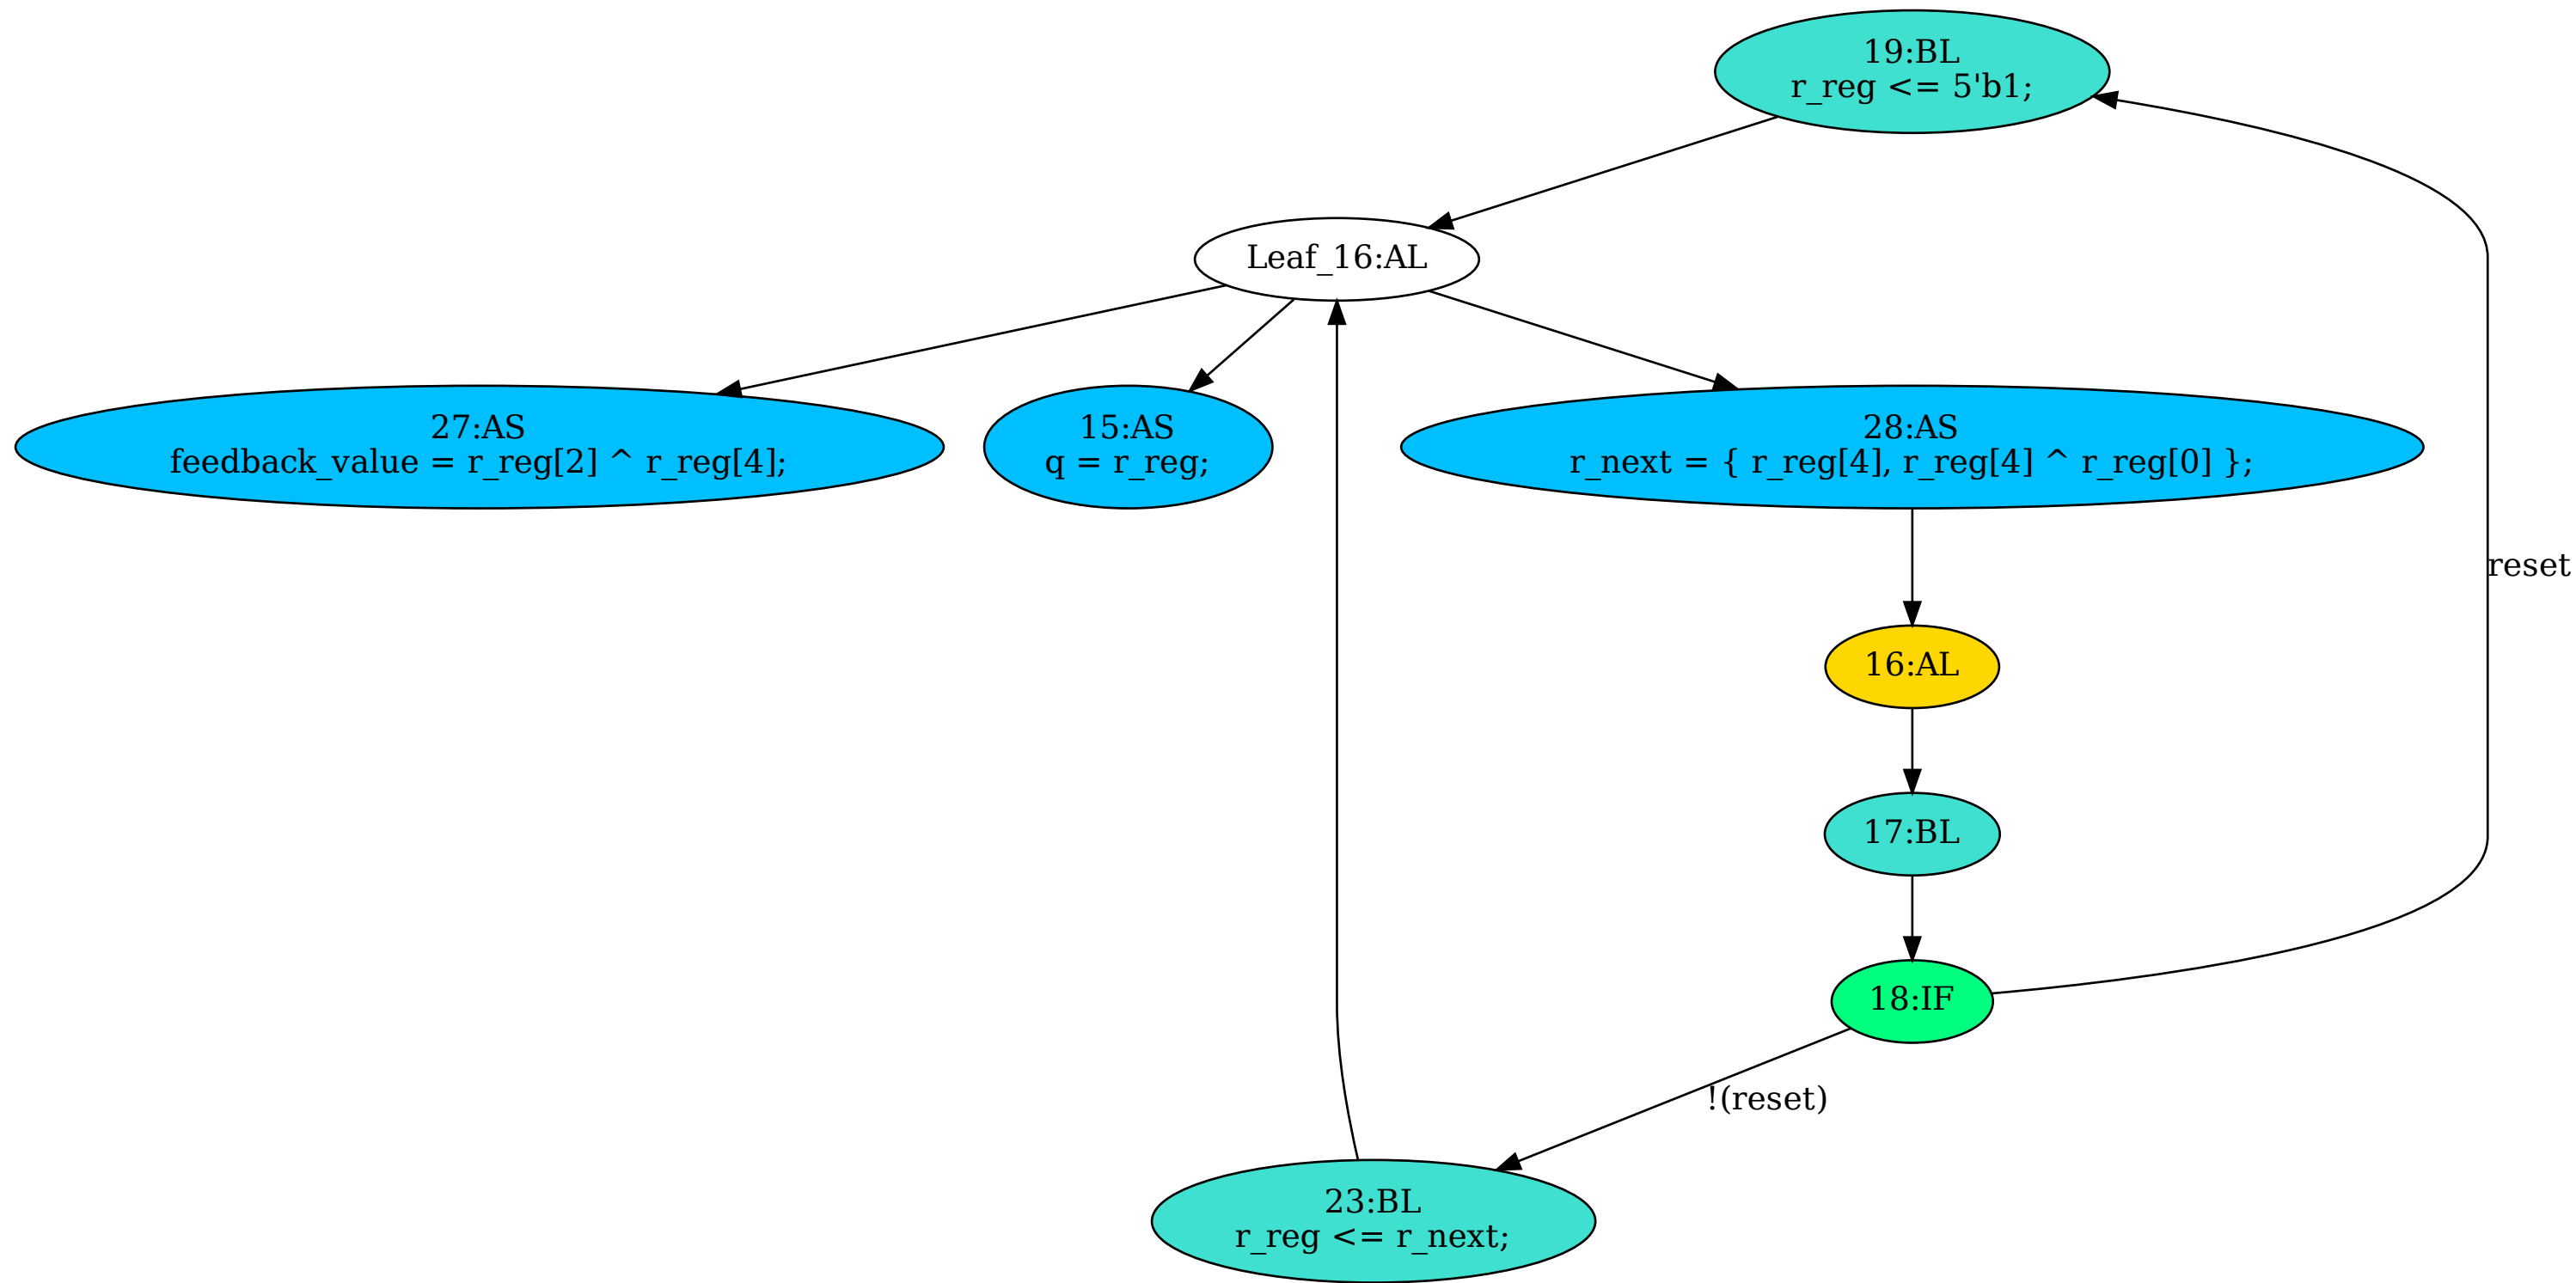 19:BL
r_reg <= 5'b1;
Leaf_16:AL
27:AS
feedback_value = r_reg[2] ^ r_reg[4];
15:AS
q = r_reg;
28:AS
r_next = { r_reg[4], r_reg[4] ^ r_reg[0] };
reset
16:AL
17:BL
18:IF
!(reset)
23:BL
r_reg <= r_next;